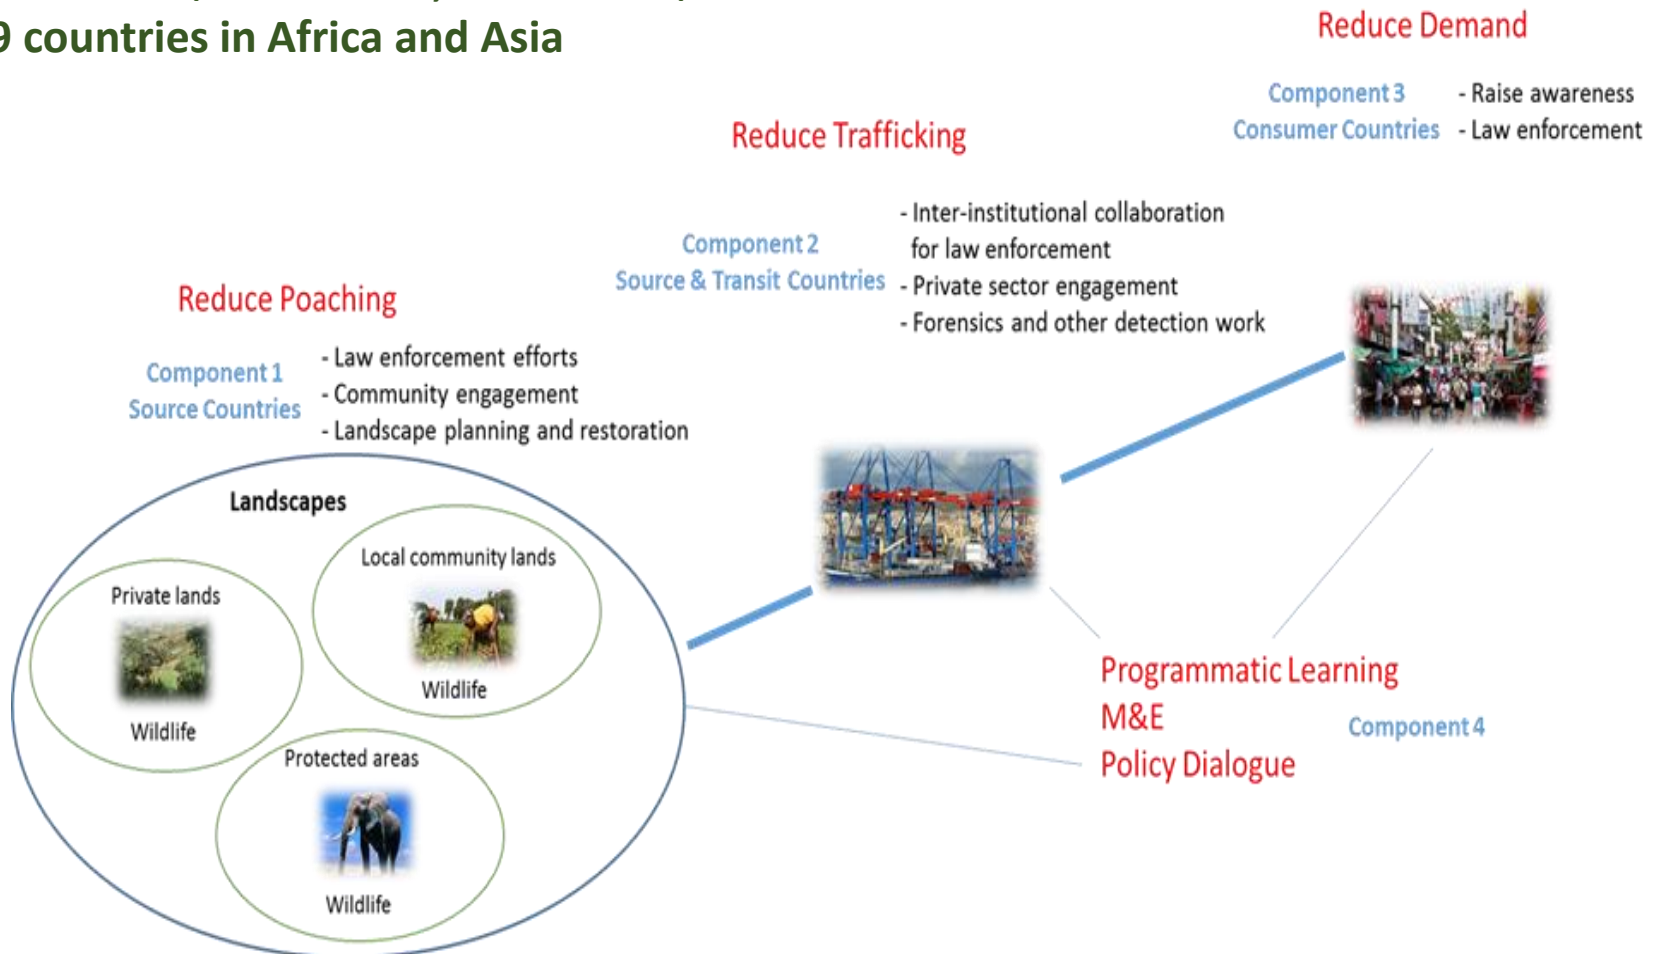 9 countries in Africa and Asia
Reduce Demand
Component 3
Consumer Countries
- Raise awareness
- Law enforcement
Reduce Trafficking
Component 2
Source & Transit Countries
- Inter-institutional collaboration
for law enforcement
- Private sector engagement
- Forensics and other detection work
Reduce Poaching
Component 1
Source Countries
- Law enforcement efforts
- Community engagement
- Landscape planning and restoration
Landscapes
Local community lands
Wildlife
Private lands
Wildlife
Protected areas
Wildlife
Programmatic Learning
M&E
Policy Dialogue
Component 4